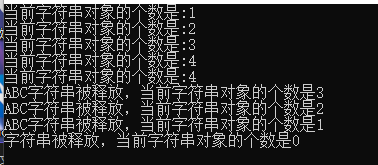 当前字符串对象的个数是:1
当前字符串对象的个数是:2
当前字符串对象的个数是:3
当前字符串对象的个数是:4
当前字符串对象的个数是:4
ABC字符串被释放，当前字符串对象的个数是3
ABC字符串被释放，当前字符串对象的个数是2
ABC字符串被释放，当前字符串对象的个数是1
字符串被释放，当前字符串对象的个数是0